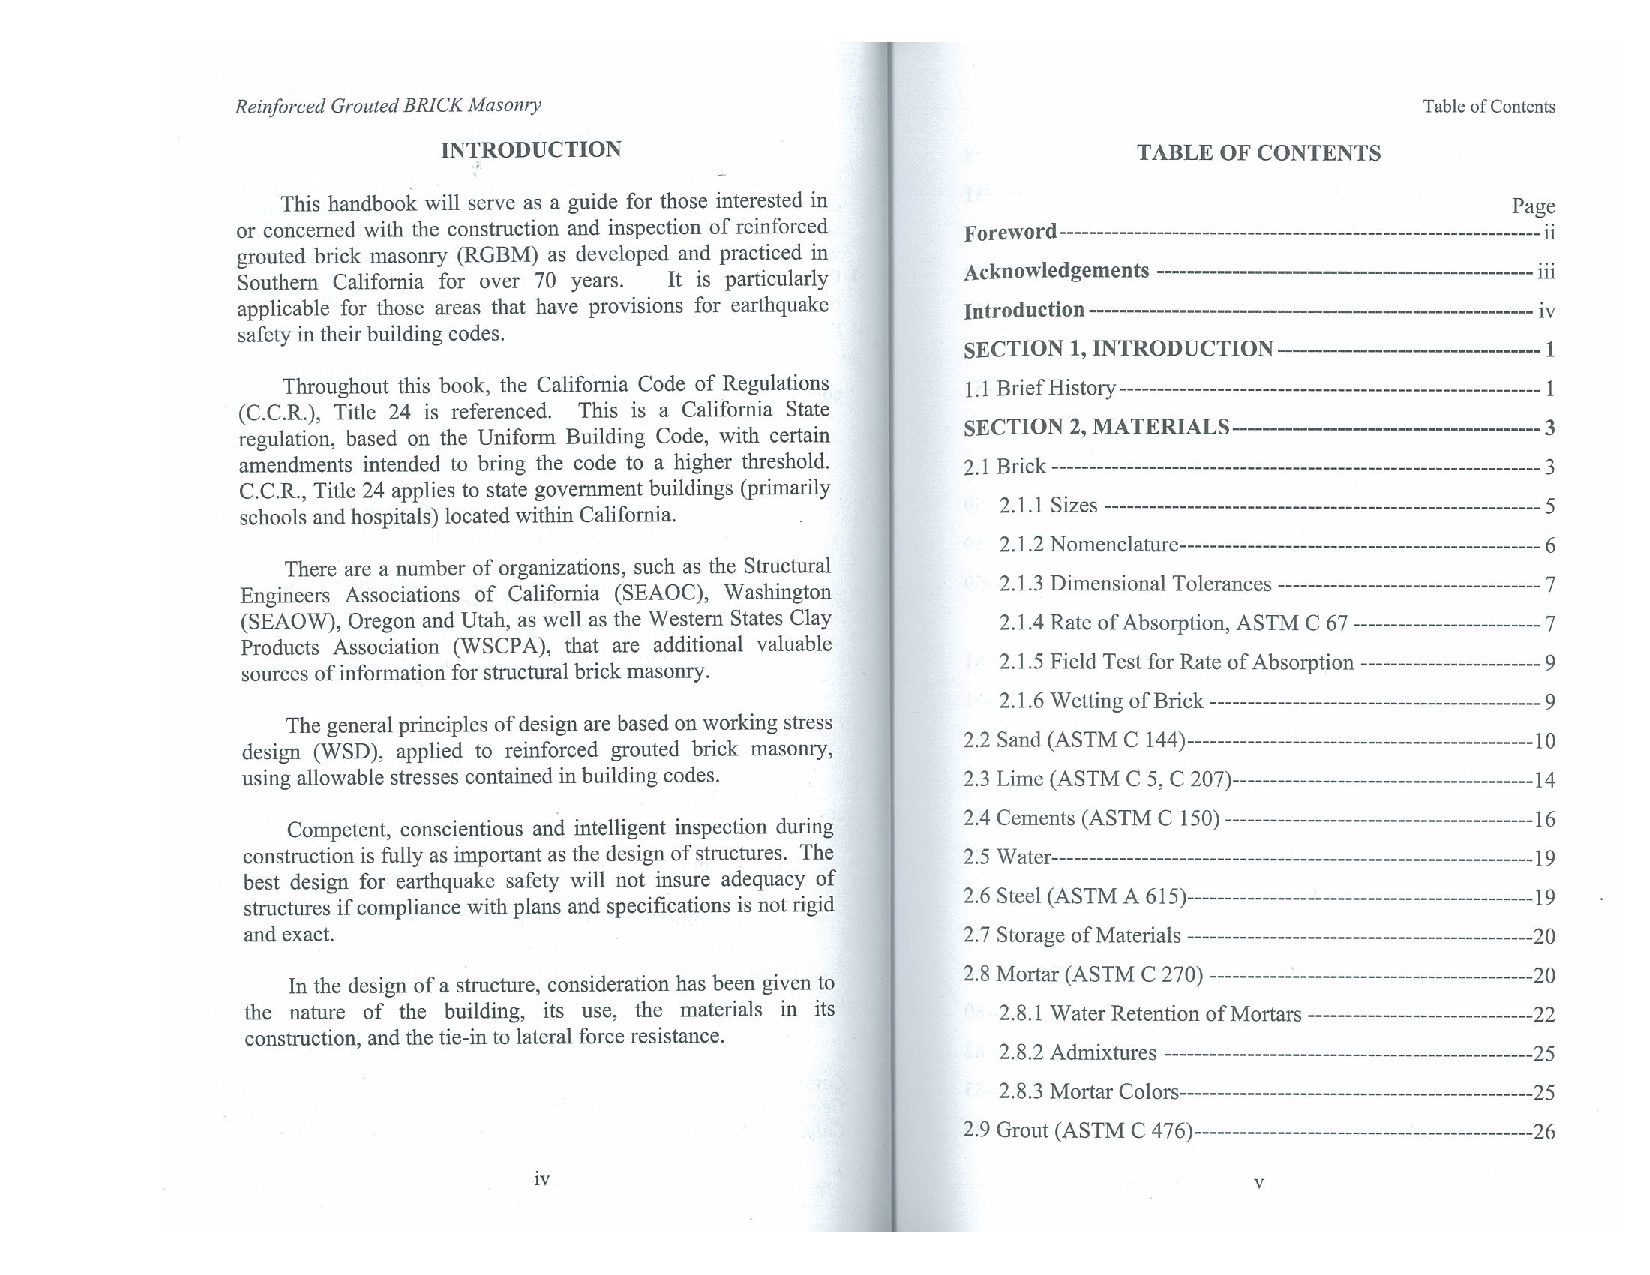 Reinforced Grouted BRICK Masonry
INTRODUCTION
This handbook will serve as a guide for those interested in
or concerned with the construction and inspection of reinforced
grouted brick masonry (RGBM) as developed and practiced in
Southern California for over 70 years. It is particularly
applicable for those areas that have provisions for earthquake
safety in their building codes.
Throughout this book, the California Code of Regulations
(C.C.R.), Title 24 is referenced. This is a California State
regulation, based on the Uniform Building Code, with certain
amendments intended to bring the code to a higher threshold.
C.C.R., Title 24 applies to state government buildings (primarily
schools and hospitals) located within California.
There are a number of organizations, such as the Structural
Engineers Associations of California (SEAOC), Washington
(SEAOW), Oregon and Utah, as well as the Western States Clay
Products Association (WSCPA), that are additional valuable
sources of information for structural brick masonry.
The general principles of design are based on working stress
design (WSD), applied to reinforced grouted brick masonry,
using allowable stresses contained in building codes.
Competent, conscientious and intelligent inspection during
construction is fully as important as the design of structures. The
best design for earthquake safety will not insure adequacy of
structures if compliance with plans and specifications is not rigid
and exact.
In the design of a structure, consideration has been given to
the nature of the building, its use, the materials in its
construction, and the tie-in to lateral force resistance.
iv
Table of Contents
TABLE OF CONTENTS
Page
Foreword ii
Acknowledgements iii
Introduction iv
SECTION 1, INTRODUCTION 1
1.1 Brief History 1
SECTION 2, MATERIALS 3
2.1 Brick 3
2.1.1 Sizes 5
2.1.2 Nomenclature 6
2.1.3 Dimensional Tolerances 7
2.1.4 Rate of Absorption, ASTM C 67 7
2.1.5 Field Test for Rate of Absorption 9
2.1.6 Wetting of Brick 9
2.2 Sand (ASTM C 144) 10
2.3 Lime (ASTM C 5, C 207) 14
2.4 Cements (ASTM C 150) 16
2.5 Water 19
2.6 Steel (ASTM A 615) 19
2.7 Storage of Materials 20
2.8 Mortar (ASTM C 270) 20
2.8.1 Water Retention of Mortars 22
2.8.2 Admixtures 25
2.8.3 Mortar Colors 25
2.9 Grout (ASTM C 476) 26
v